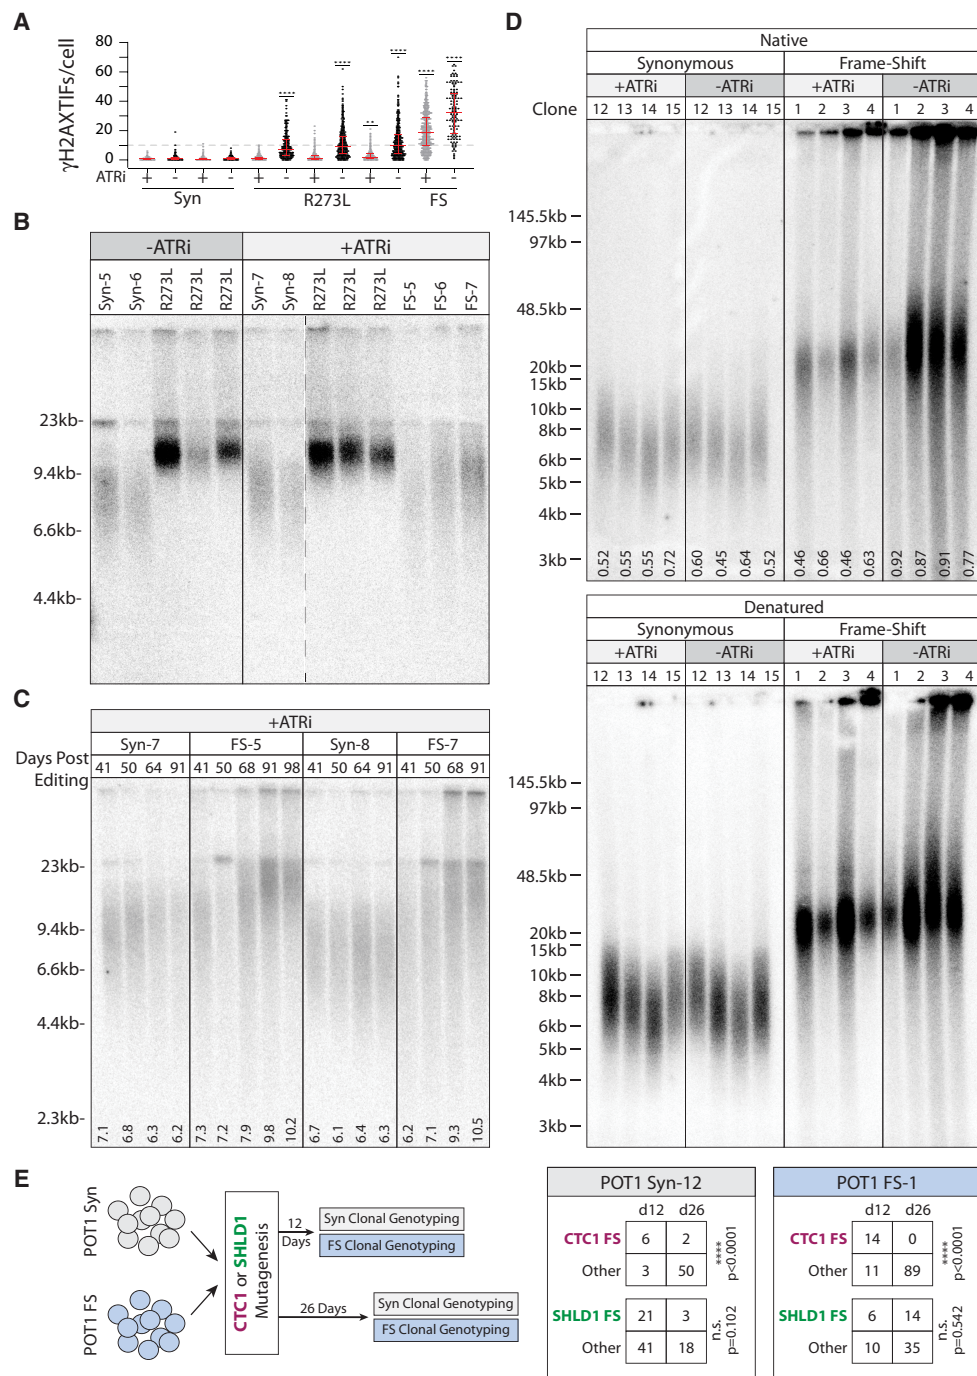 A
γH2AXTIFs/cell
80
60
40
20
10
0
**** **** ** **** **** ****
ATRi + - + - + - + - + - + -
Syn R273L FS
B
-ATRi +ATRi
Syn-5 Syn-6 R273L R273L R273L Syn-7 Syn-8 R273L R273L R273L FS-5 FS-6 FS-7
23kb-
9.4kb-
6.6kb-
4.4kb-
C
+ATRi
Syn-7 FS-5 Syn-8 FS-7
Days Post Editing
41 50 64 91 41 50 68 91 98 41 50 64 91 41 50 68 91
23kb-
9.4kb-
6.6kb-
4.4kb-
2.3kb-
7.1 6.8 6.3 6.2 7.3 7.2 7.9 9.8 10.2 6.7 6.1 6.4 6.3 6.2 7.1 9.3 10.5
D
Native
Synonymous Frame-Shift
+ATRi -ATRi +ATRi -ATRi
Clone 12 13 14 15 12 13 14 15 1 2 3 4 1 2 3 4
145.5kb
97kb
48.5kb
20kb
15kb
10kb
8kb
6kb
5kb
4kb
3kb
0.52 0.55 0.55 0.72 0.60 0.45 0.64 0.52 0.46 0.66 0.46 0.63 0.92 0.87 0.91 0.77
Denatured
Synonymous Frame-Shift
+ATRi -ATRi +ATRi -ATRi
12 13 14 15 12 13 14 15 1 2 3 4 1 2 3 4
145.5kb
97kb
48.5kb
20kb
15kb
10kb
8kb
6kb
5kb
4kb
3kb
E
POT1 Syn
POT1 FS
CTC1 or SHLD1
Mutagenesis
12
Days
Syn Clonal Genotyping
FS Clonal Genotyping
26 Days
Syn Clonal Genotyping
FS Clonal Genotyping
POT1 Syn-12
d12 d26
CTC1 FS 6 2
Other 3 50
****
p<0.0001
SHLD1 FS 21 3
Other 41 18
n.s.
p=0.102
POT1 FS-1
d12 d26
CTC1 FS 14 0
Other 11 89
****
p<0.0001
SHLD1 FS 6 14
Other 10 35
n.s.
p=0.542